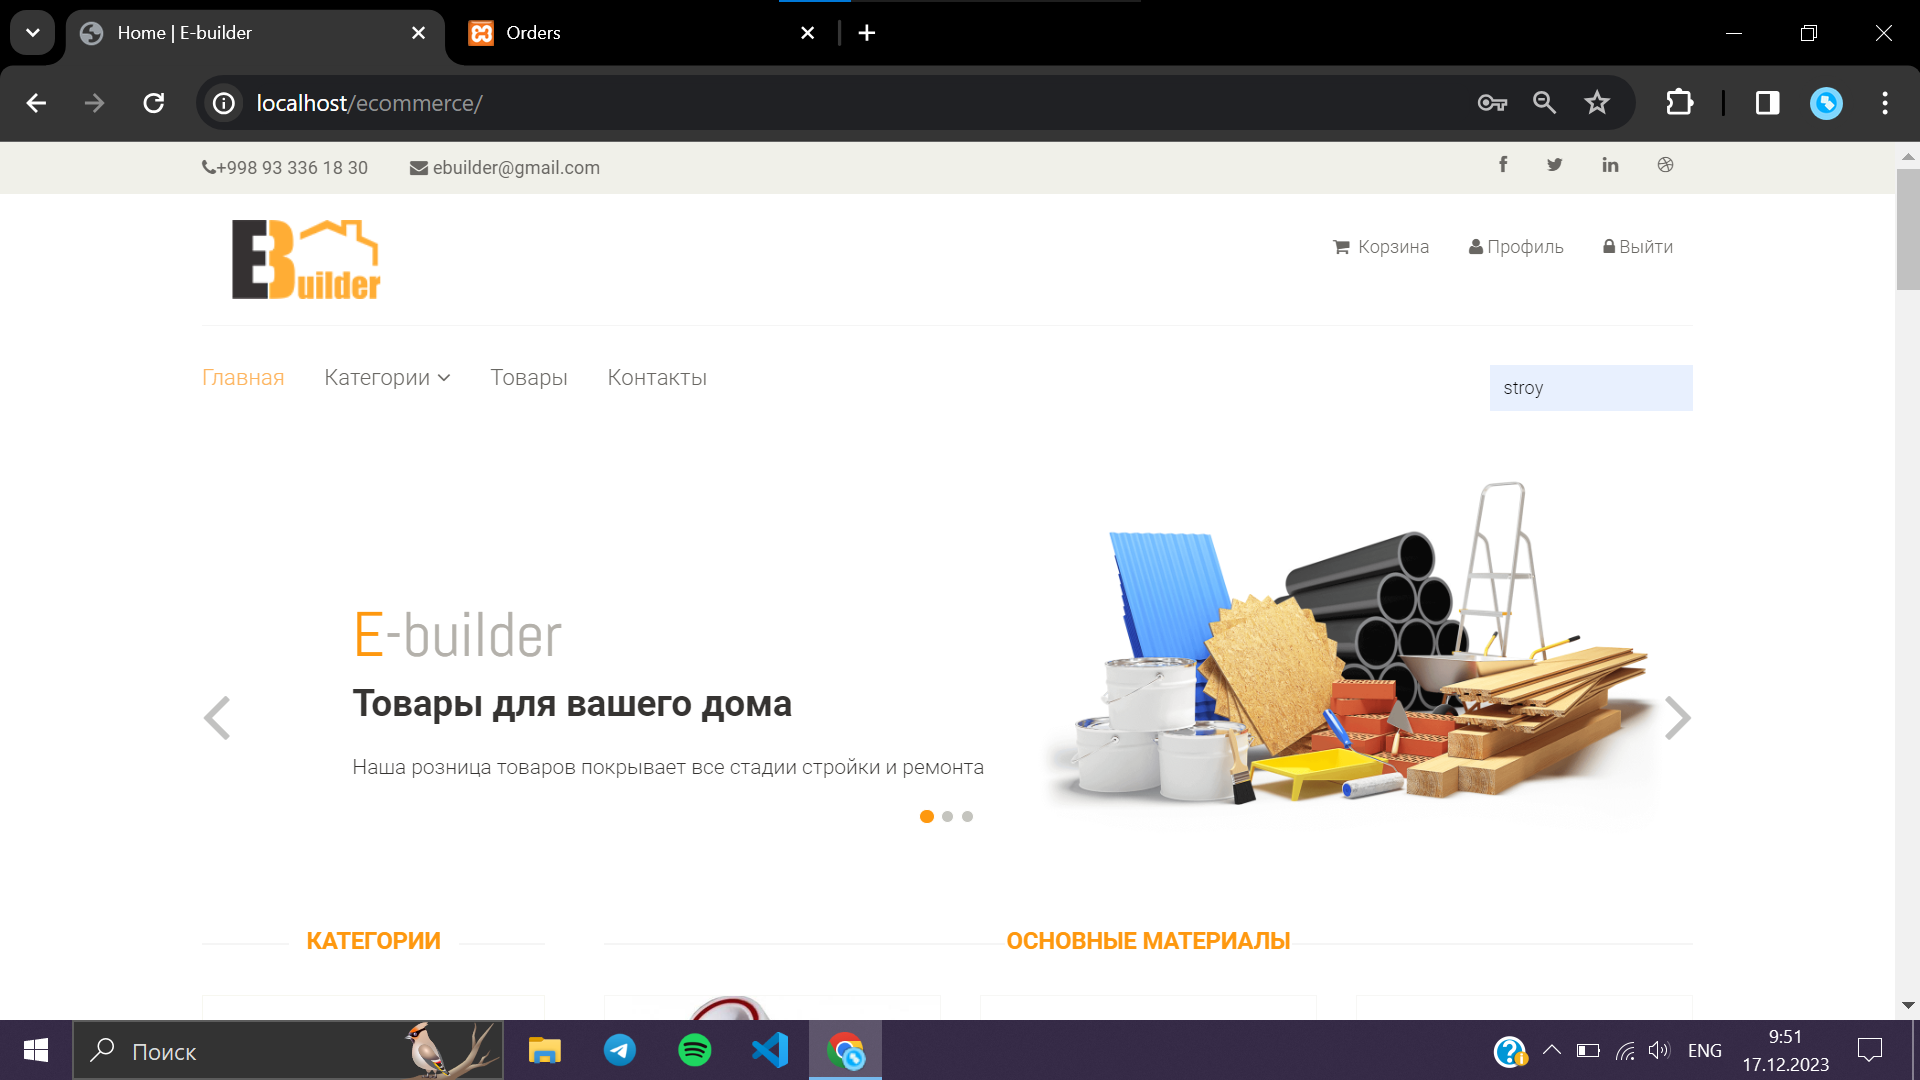 Home | E-builder
Orders
localhost/ecommerce/
+998 93 336 18 30
ebuilder@gmail.com
EBuilder
Корзина
Профиль
Выйти
Главная
Категории
Товары
Контакты
stroy
E-builder
Товары для вашего дома
Наша розница товаров покрывает все стадии стройки и ремонта
КАТЕГОРИИ
ОСНОВНЫЕ МАТЕРИАЛЫ
Поиск
ENG
9:51
17.12.2023